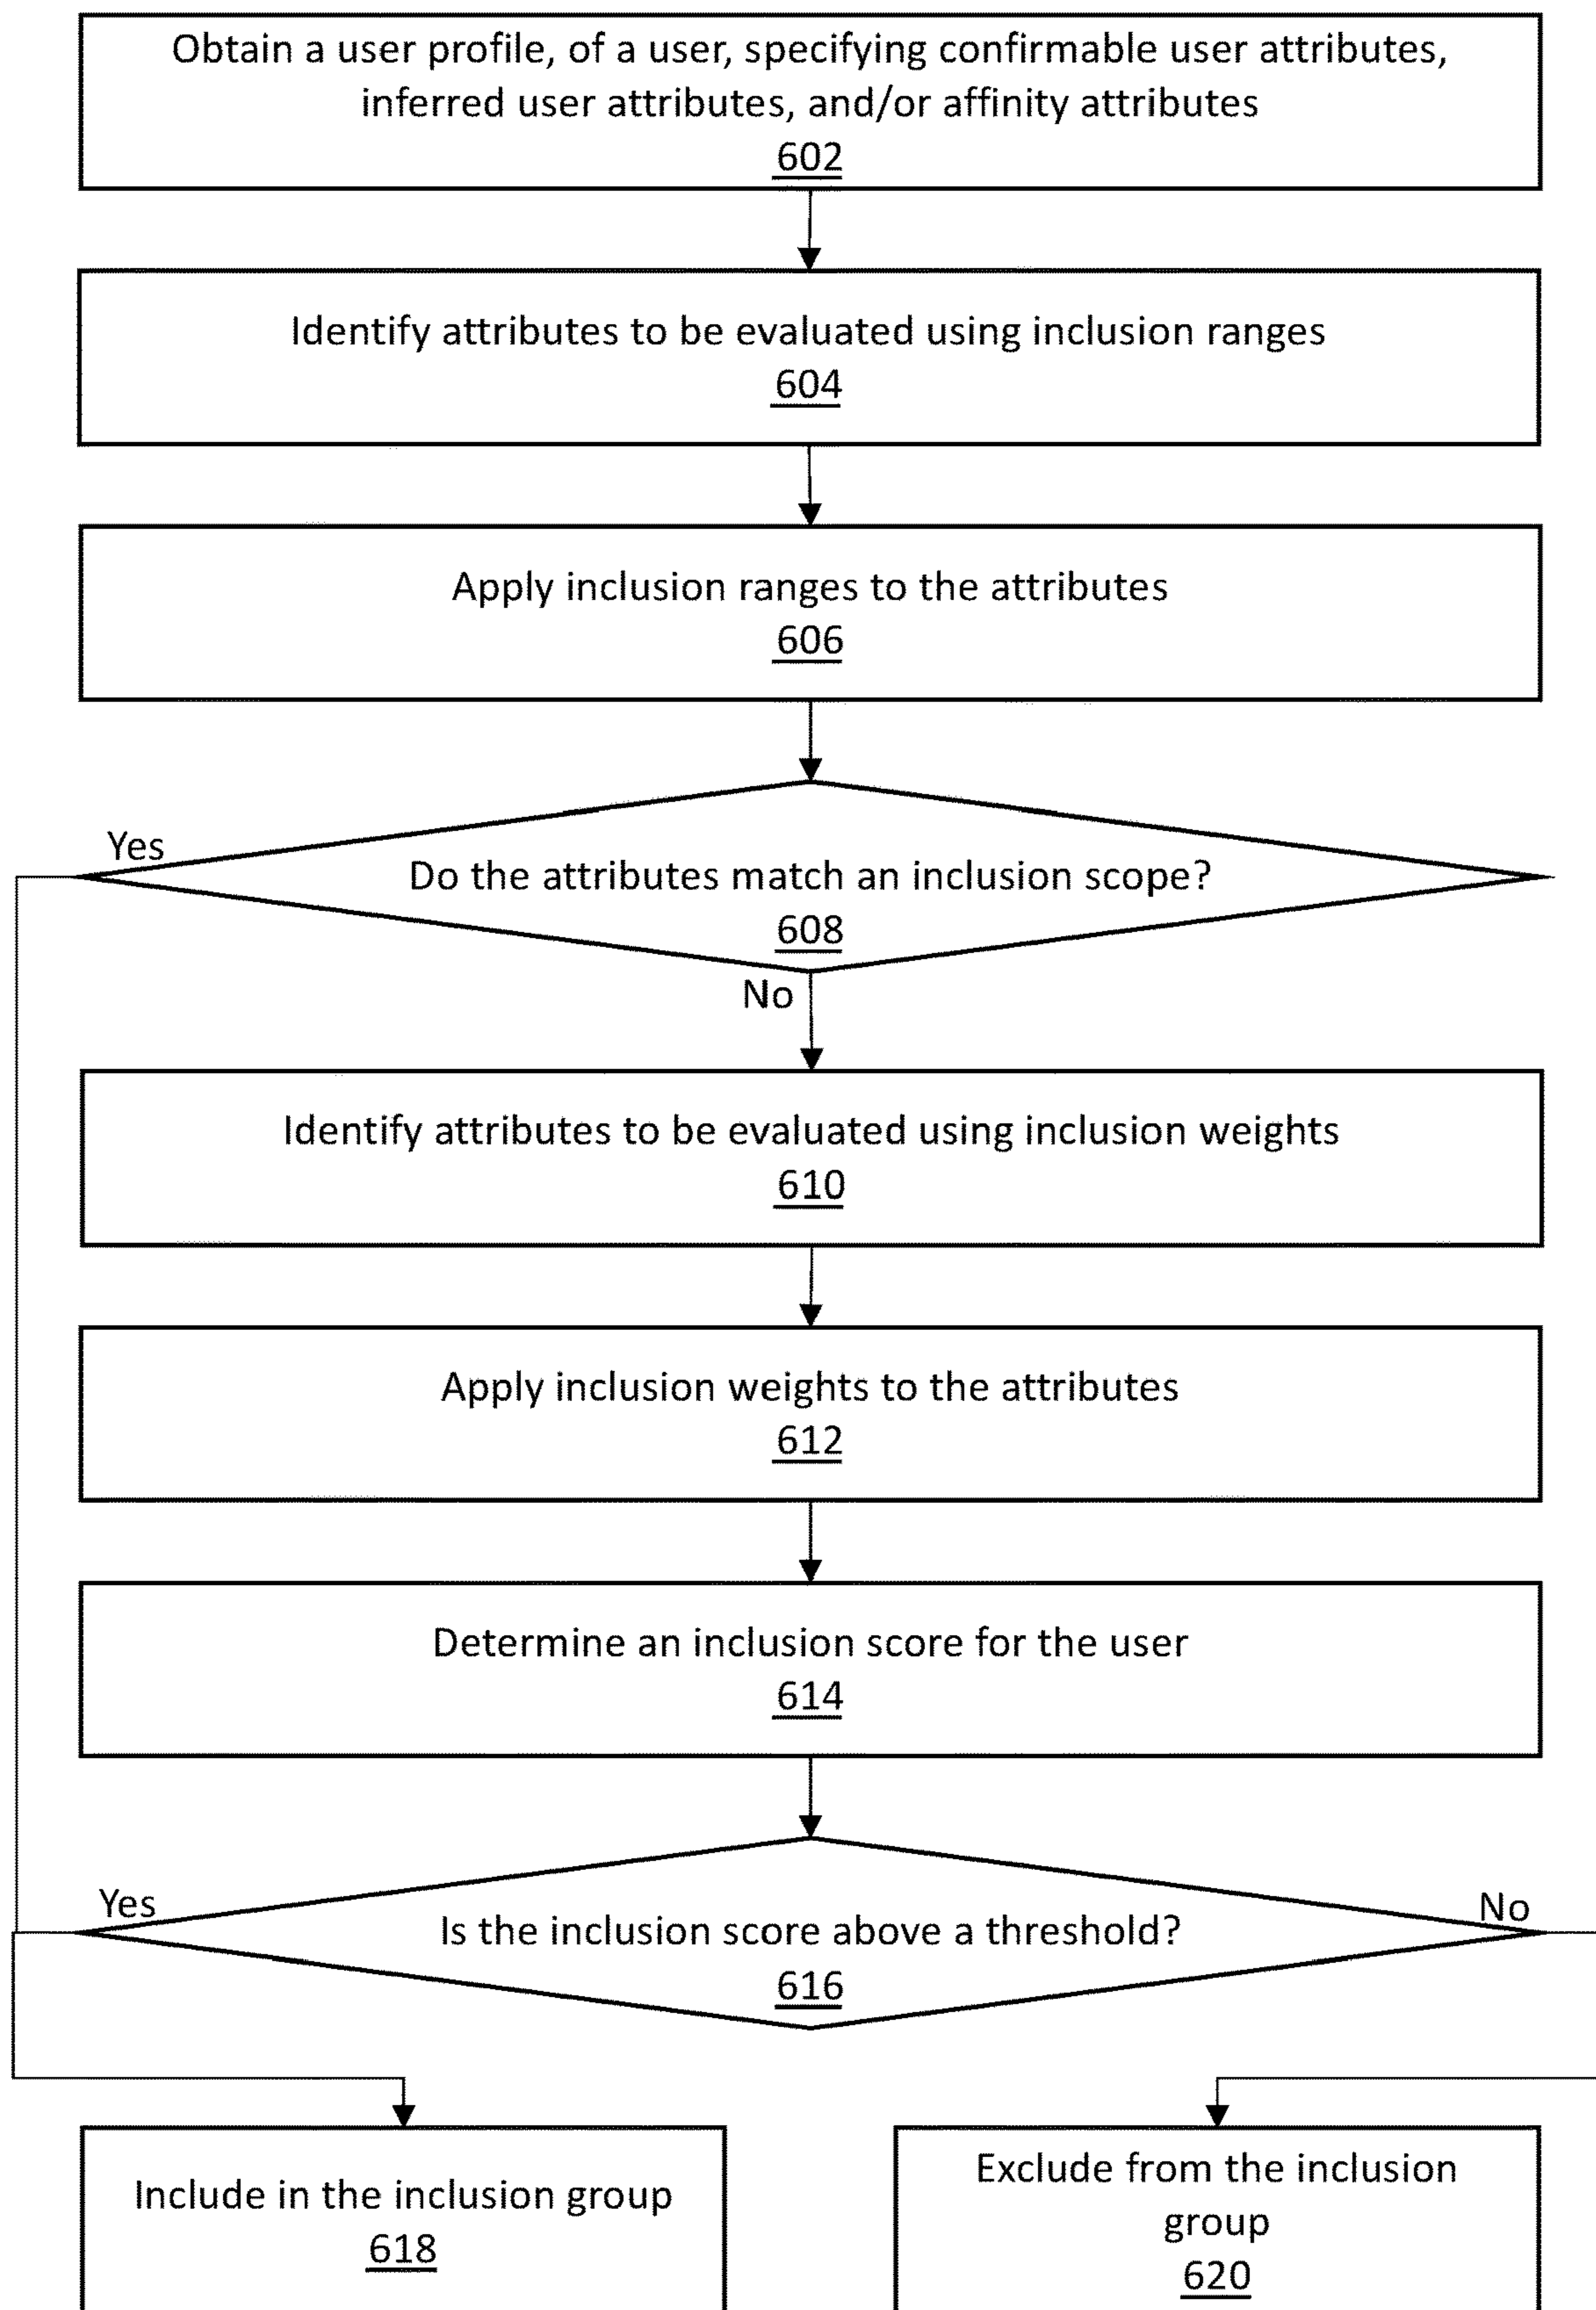 Obtain a user profile, of a user, specifying confirmable user attributes,
inferred user attributes, and/or affinity attributes
602
Identify attributes to be evaluated using inclusion ranges
604
Apply inclusion ranges to the attributes
606
Yes
Do the attributes match an inclusion scope?
608
No
Identify attributes to be evaluated using inclusion weights
610
Apply inclusion weights to the attributes
612
Determine an inclusion score for the user
614
Yes
No
Is the inclusion score above a threshold?
616
Include in the inclusion group
618
Exclude from the inclusion
group
620